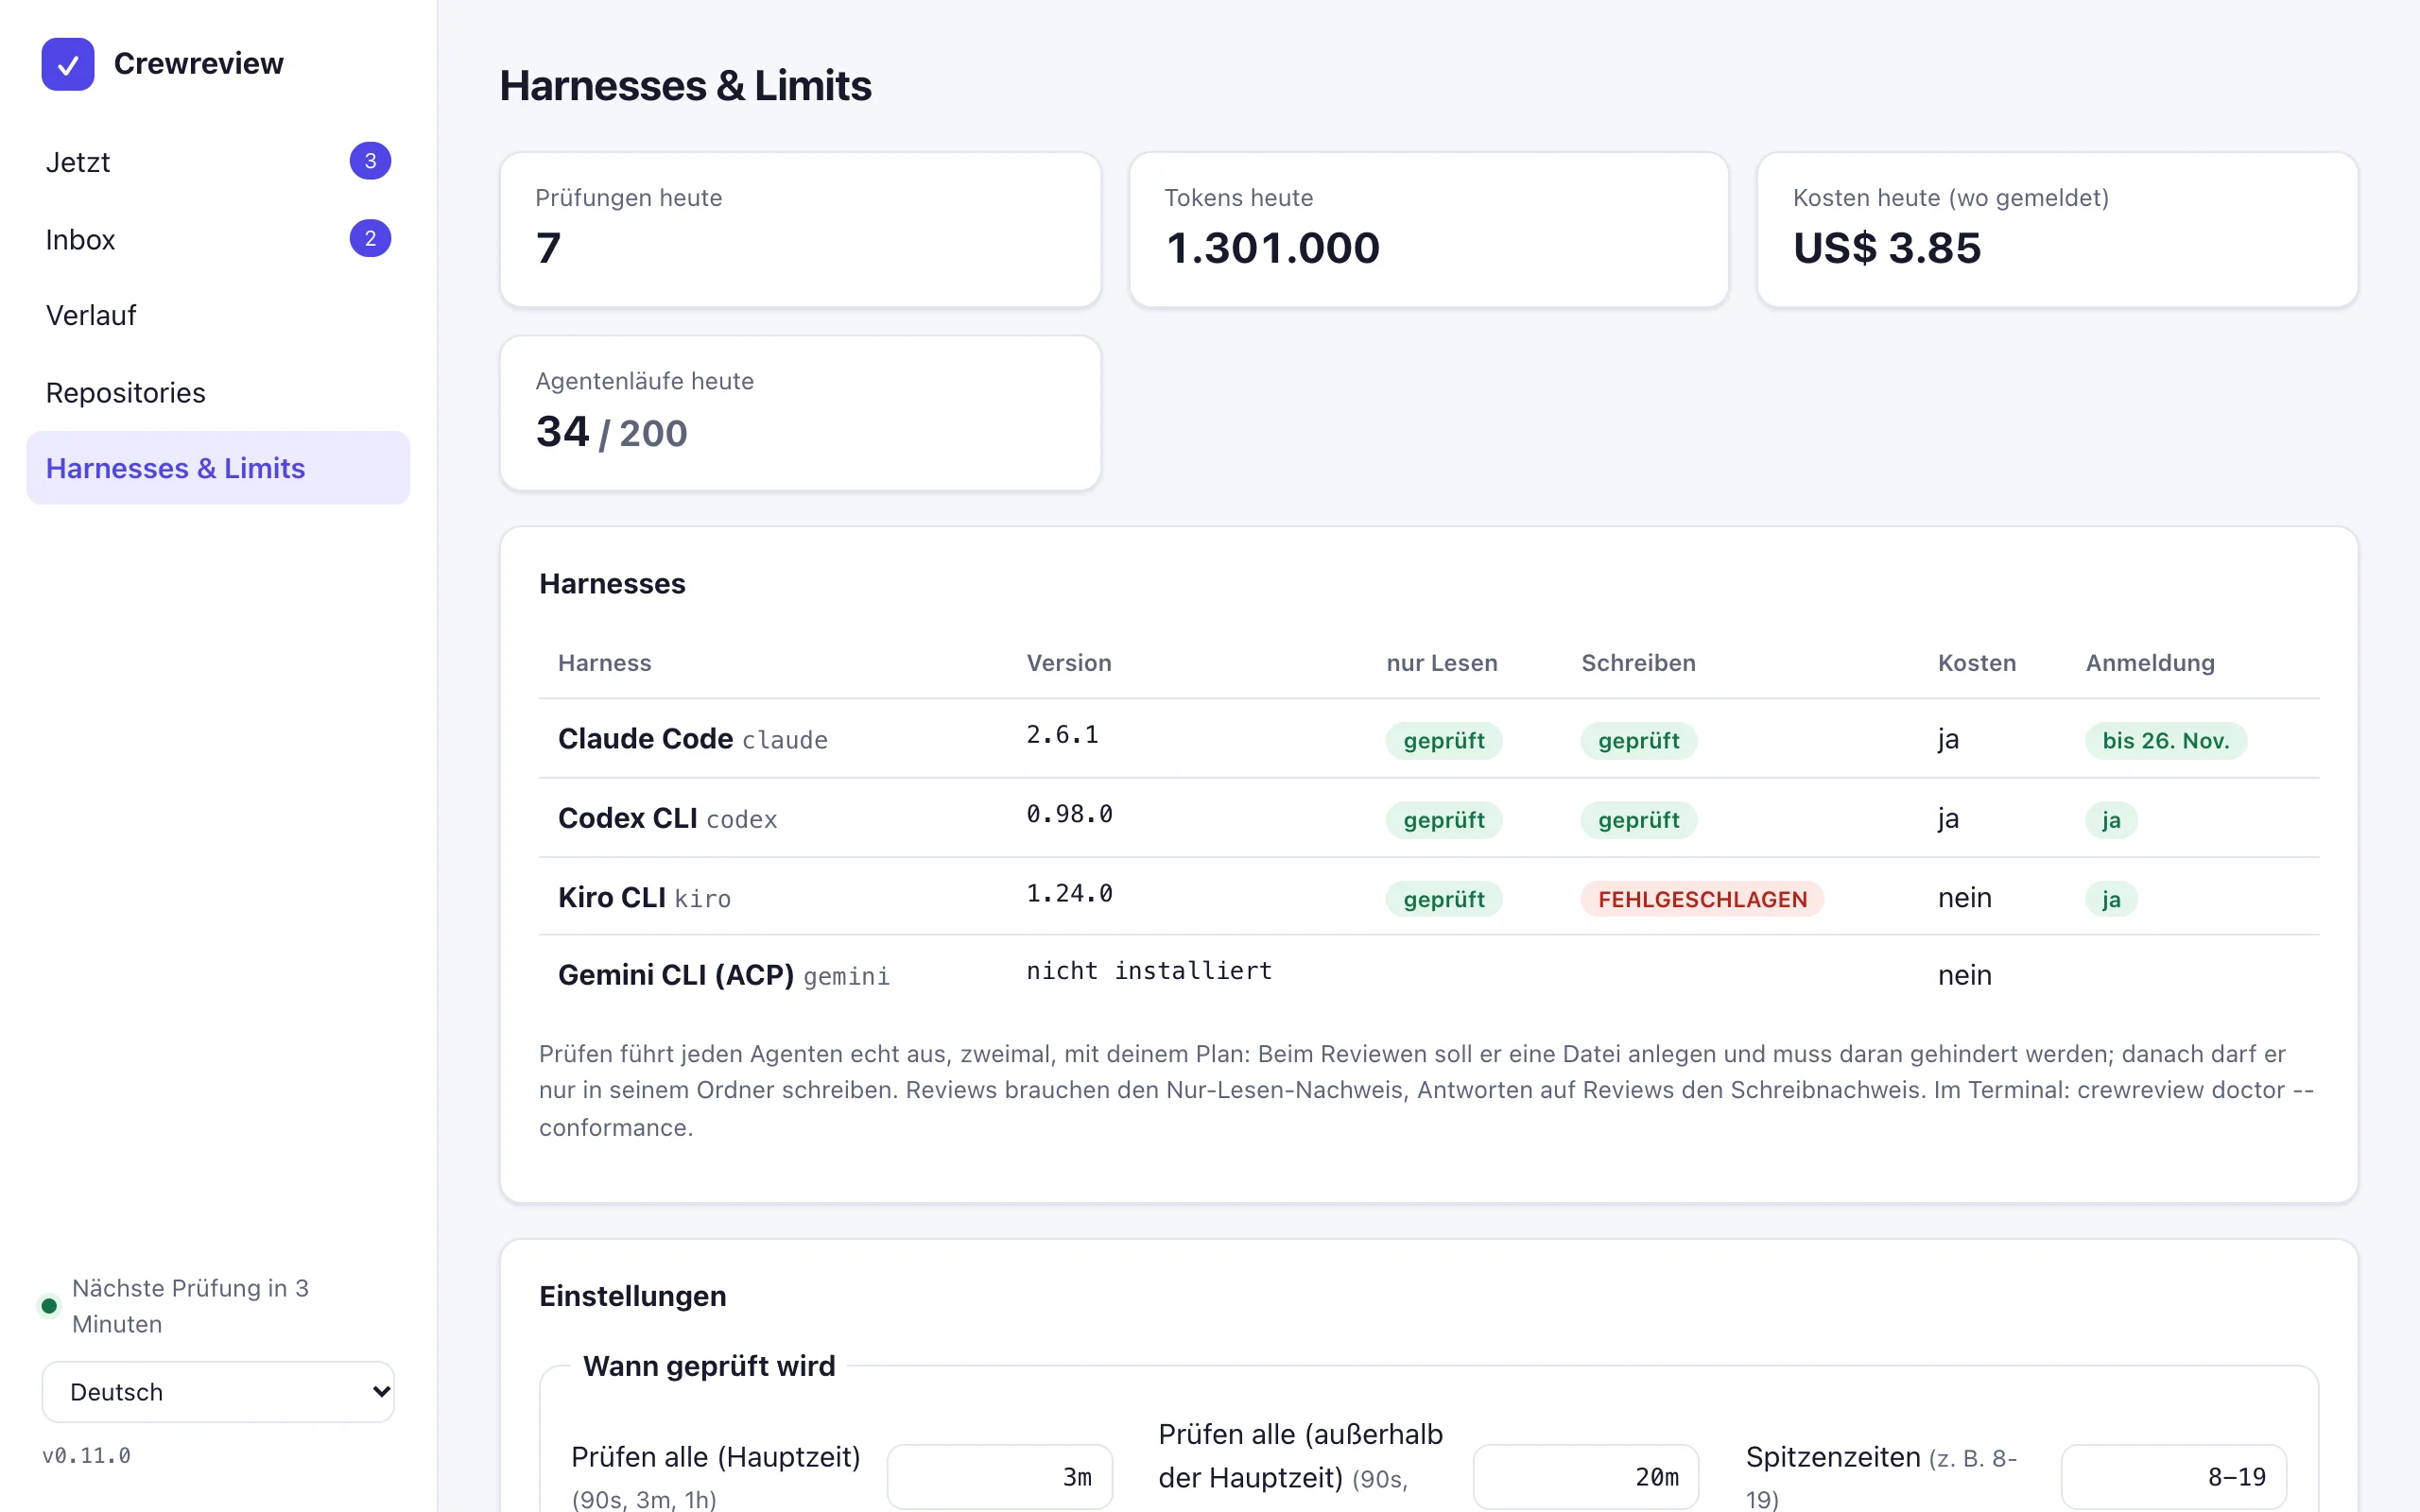 Crewreview
Jetzt 3
Inbox 2
Verlauf
Repositories
Harnesses & Limits
Nächste Prüfung in 3
Minuten
Deutsch
v0.11.0
Harnesses & Limits
Prüfungen heute
7
Tokens heute
1.301.000
Kosten heute (wo gemeldet)
US$ 3.85
Agentenläufe heute
34 / 200
Harnesses
Harness Version nur Lesen Schreiben Kosten Anmeldung
Claude Code claude 2.6.1 geprüft geprüft ja bis 26. Nov.
Codex CLI codex 0.98.0 geprüft geprüft ja ja
Kiro CLI kiro 1.24.0 geprüft FEHLGESCHLAGEN nein ja
Gemini CLI (ACP) gemini nicht installiert nein
Prüfen führt jeden Agenten echt aus, zweimal, mit deinem Plan: Beim Reviewen soll er eine Datei anlegen und muss daran gehindert werden; danach darf er
nur in seinem Ordner schreiben. Reviews brauchen den Nur-Lesen-Nachweis, Antworten auf Reviews den Schreibnachweis. Im Terminal: crewreview doctor --
conformance.
Einstellungen
Wann geprüft wird
Prüfen alle (Hauptzeit)
(90s, 3m, 1h)
3m
Prüfen alle (außerhalb
der Hauptzeit) (90s,
20m
Spitzenzeiten (z. B. 8-
19)
8–19